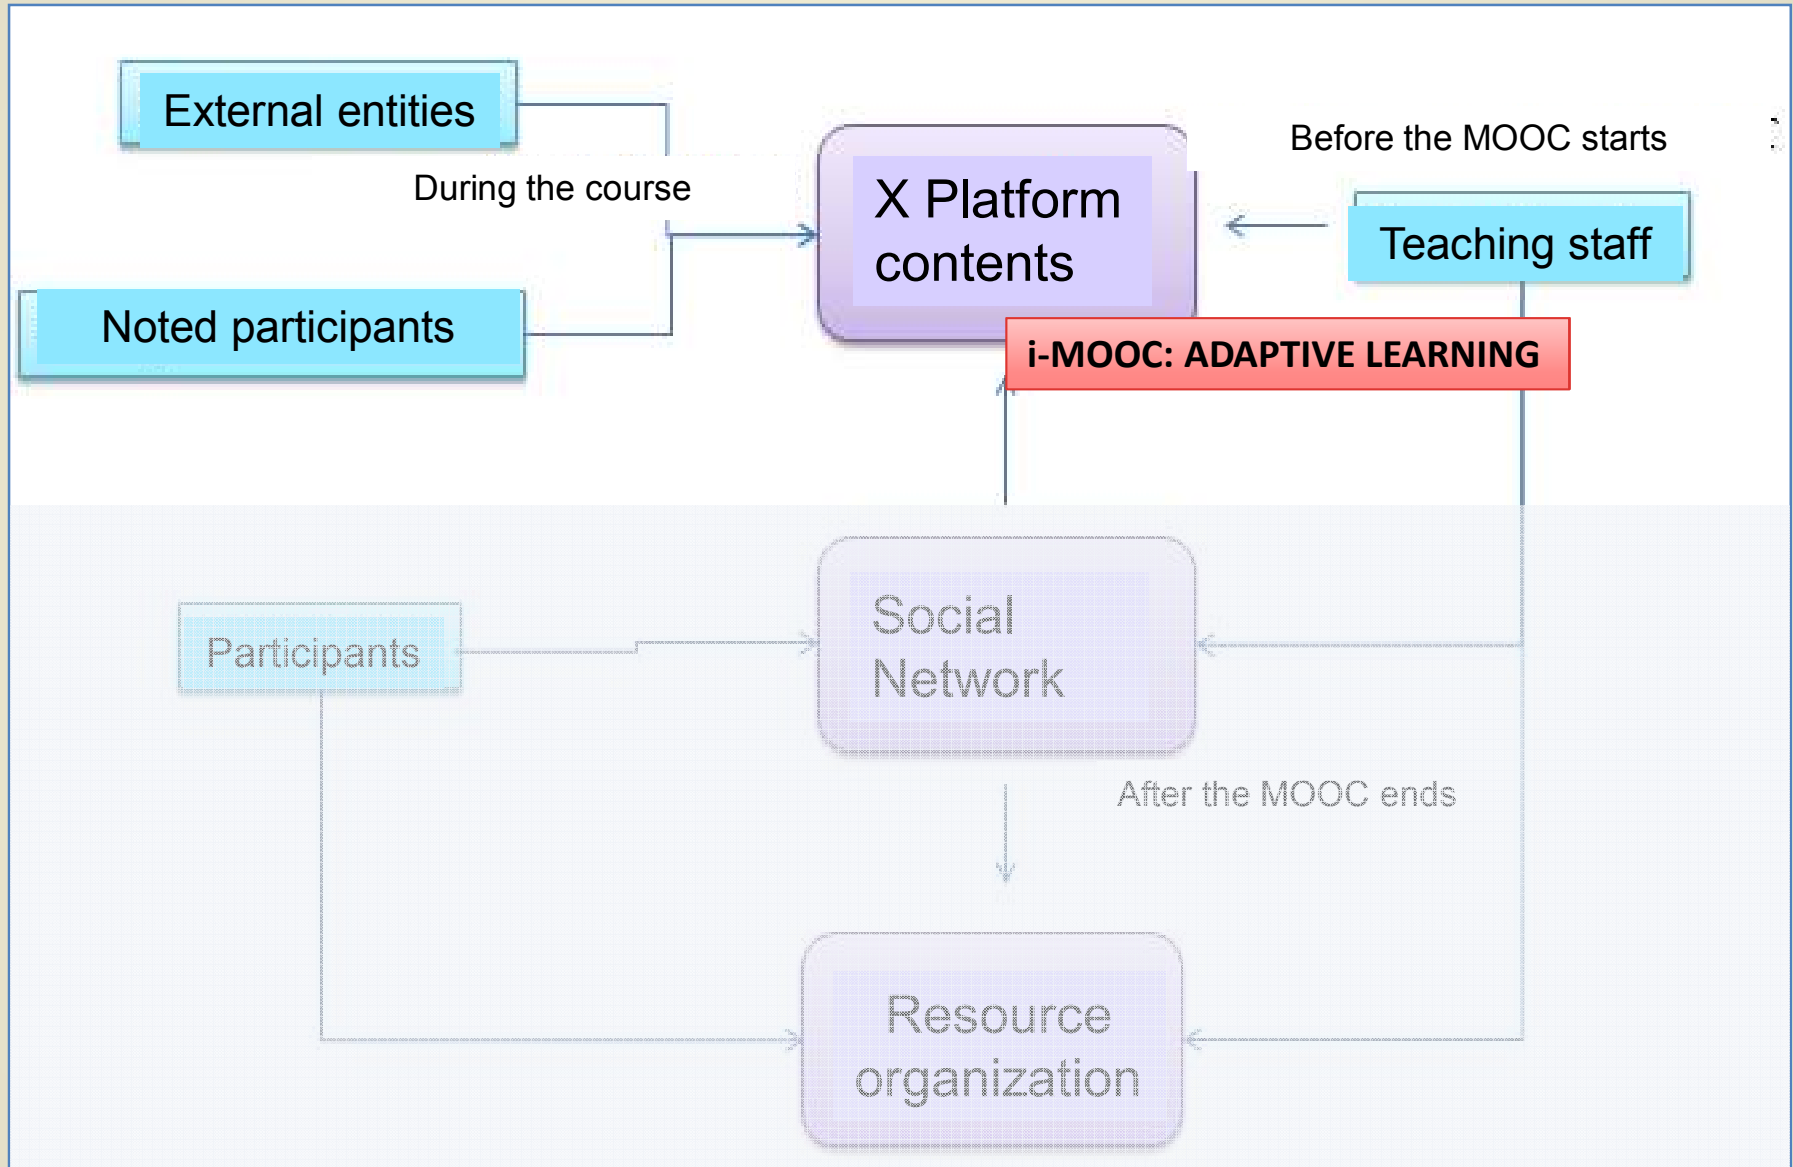 External entities
Before the MOOC starts
During the course
X Platform
contents
Teaching staff
Noted participants
i-MOOC: ADAPTIVE LEARNING
Social
Network
Participants
After the MOOC ends
Resource
organization